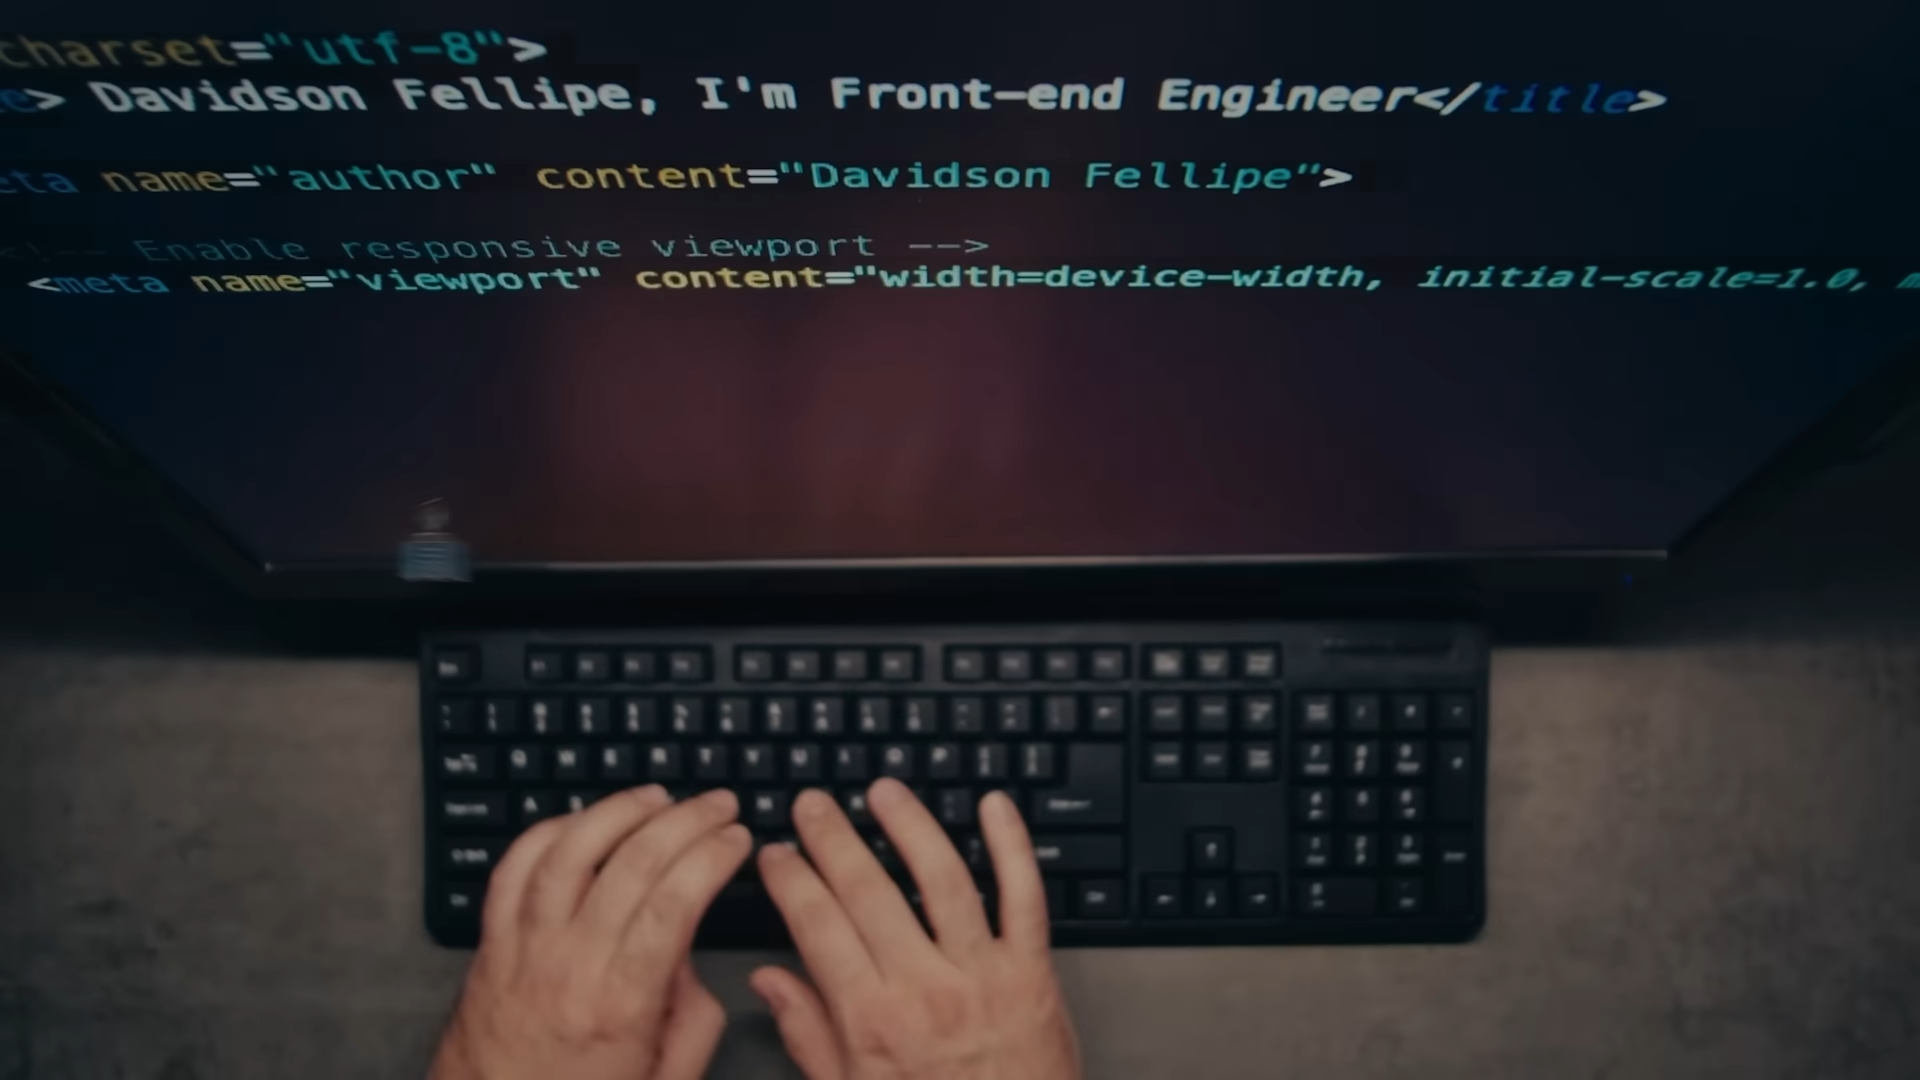 charset="utf-8">
> Davidson Fellipe, I'm Front-end Engineer</title>
eta name="author" content="Davidson Fellipe">
<!-- Enable responsive viewport -->
<meta name="viewport" content="width=device-width, initial-scale=1.0,
Q W E R T Y U I O P
A S